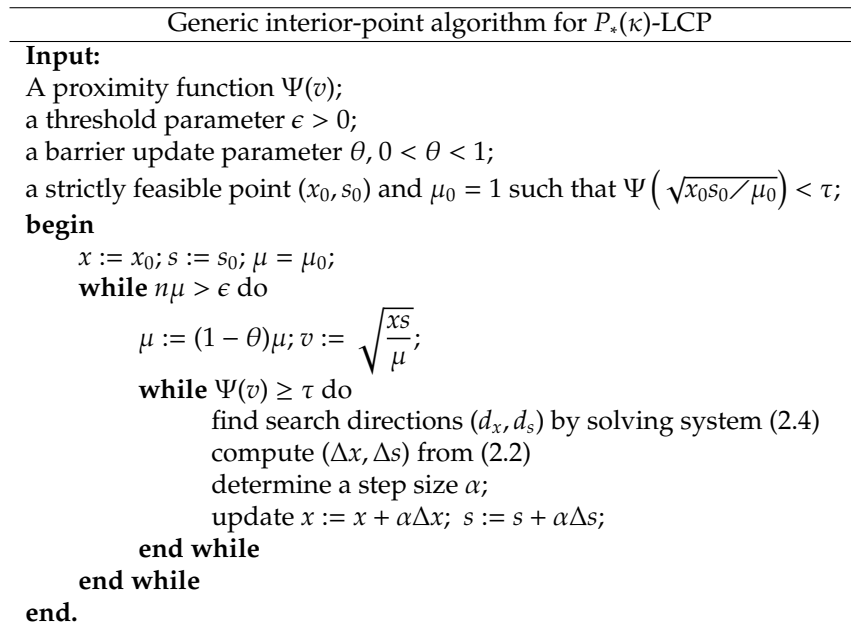 Generic interior-point algorithm for P∗(κ)-LCP
Input:
A proximity function Ψ(v);
a threshold parameter ϵ > 0;
a barrier update parameter θ, 0 < θ < 1;
a strictly feasible point (x₀, s₀) and μ₀ = 1 such that Ψ(√(x₀s₀/μ₀)) < τ;
begin
x := x₀; s := s₀; μ = μ₀;
while nμ > ϵ do
μ := (1 − θ)μ; v := √(xs/μ);
while Ψ(v) ≥ τ do
find search directions (dₓ, dₛ) by solving system (2.4)
compute (Δx, Δs) from (2.2)
determine a step size α;
update x := x + αΔx; s := s + αΔs;
end while
end while
end.